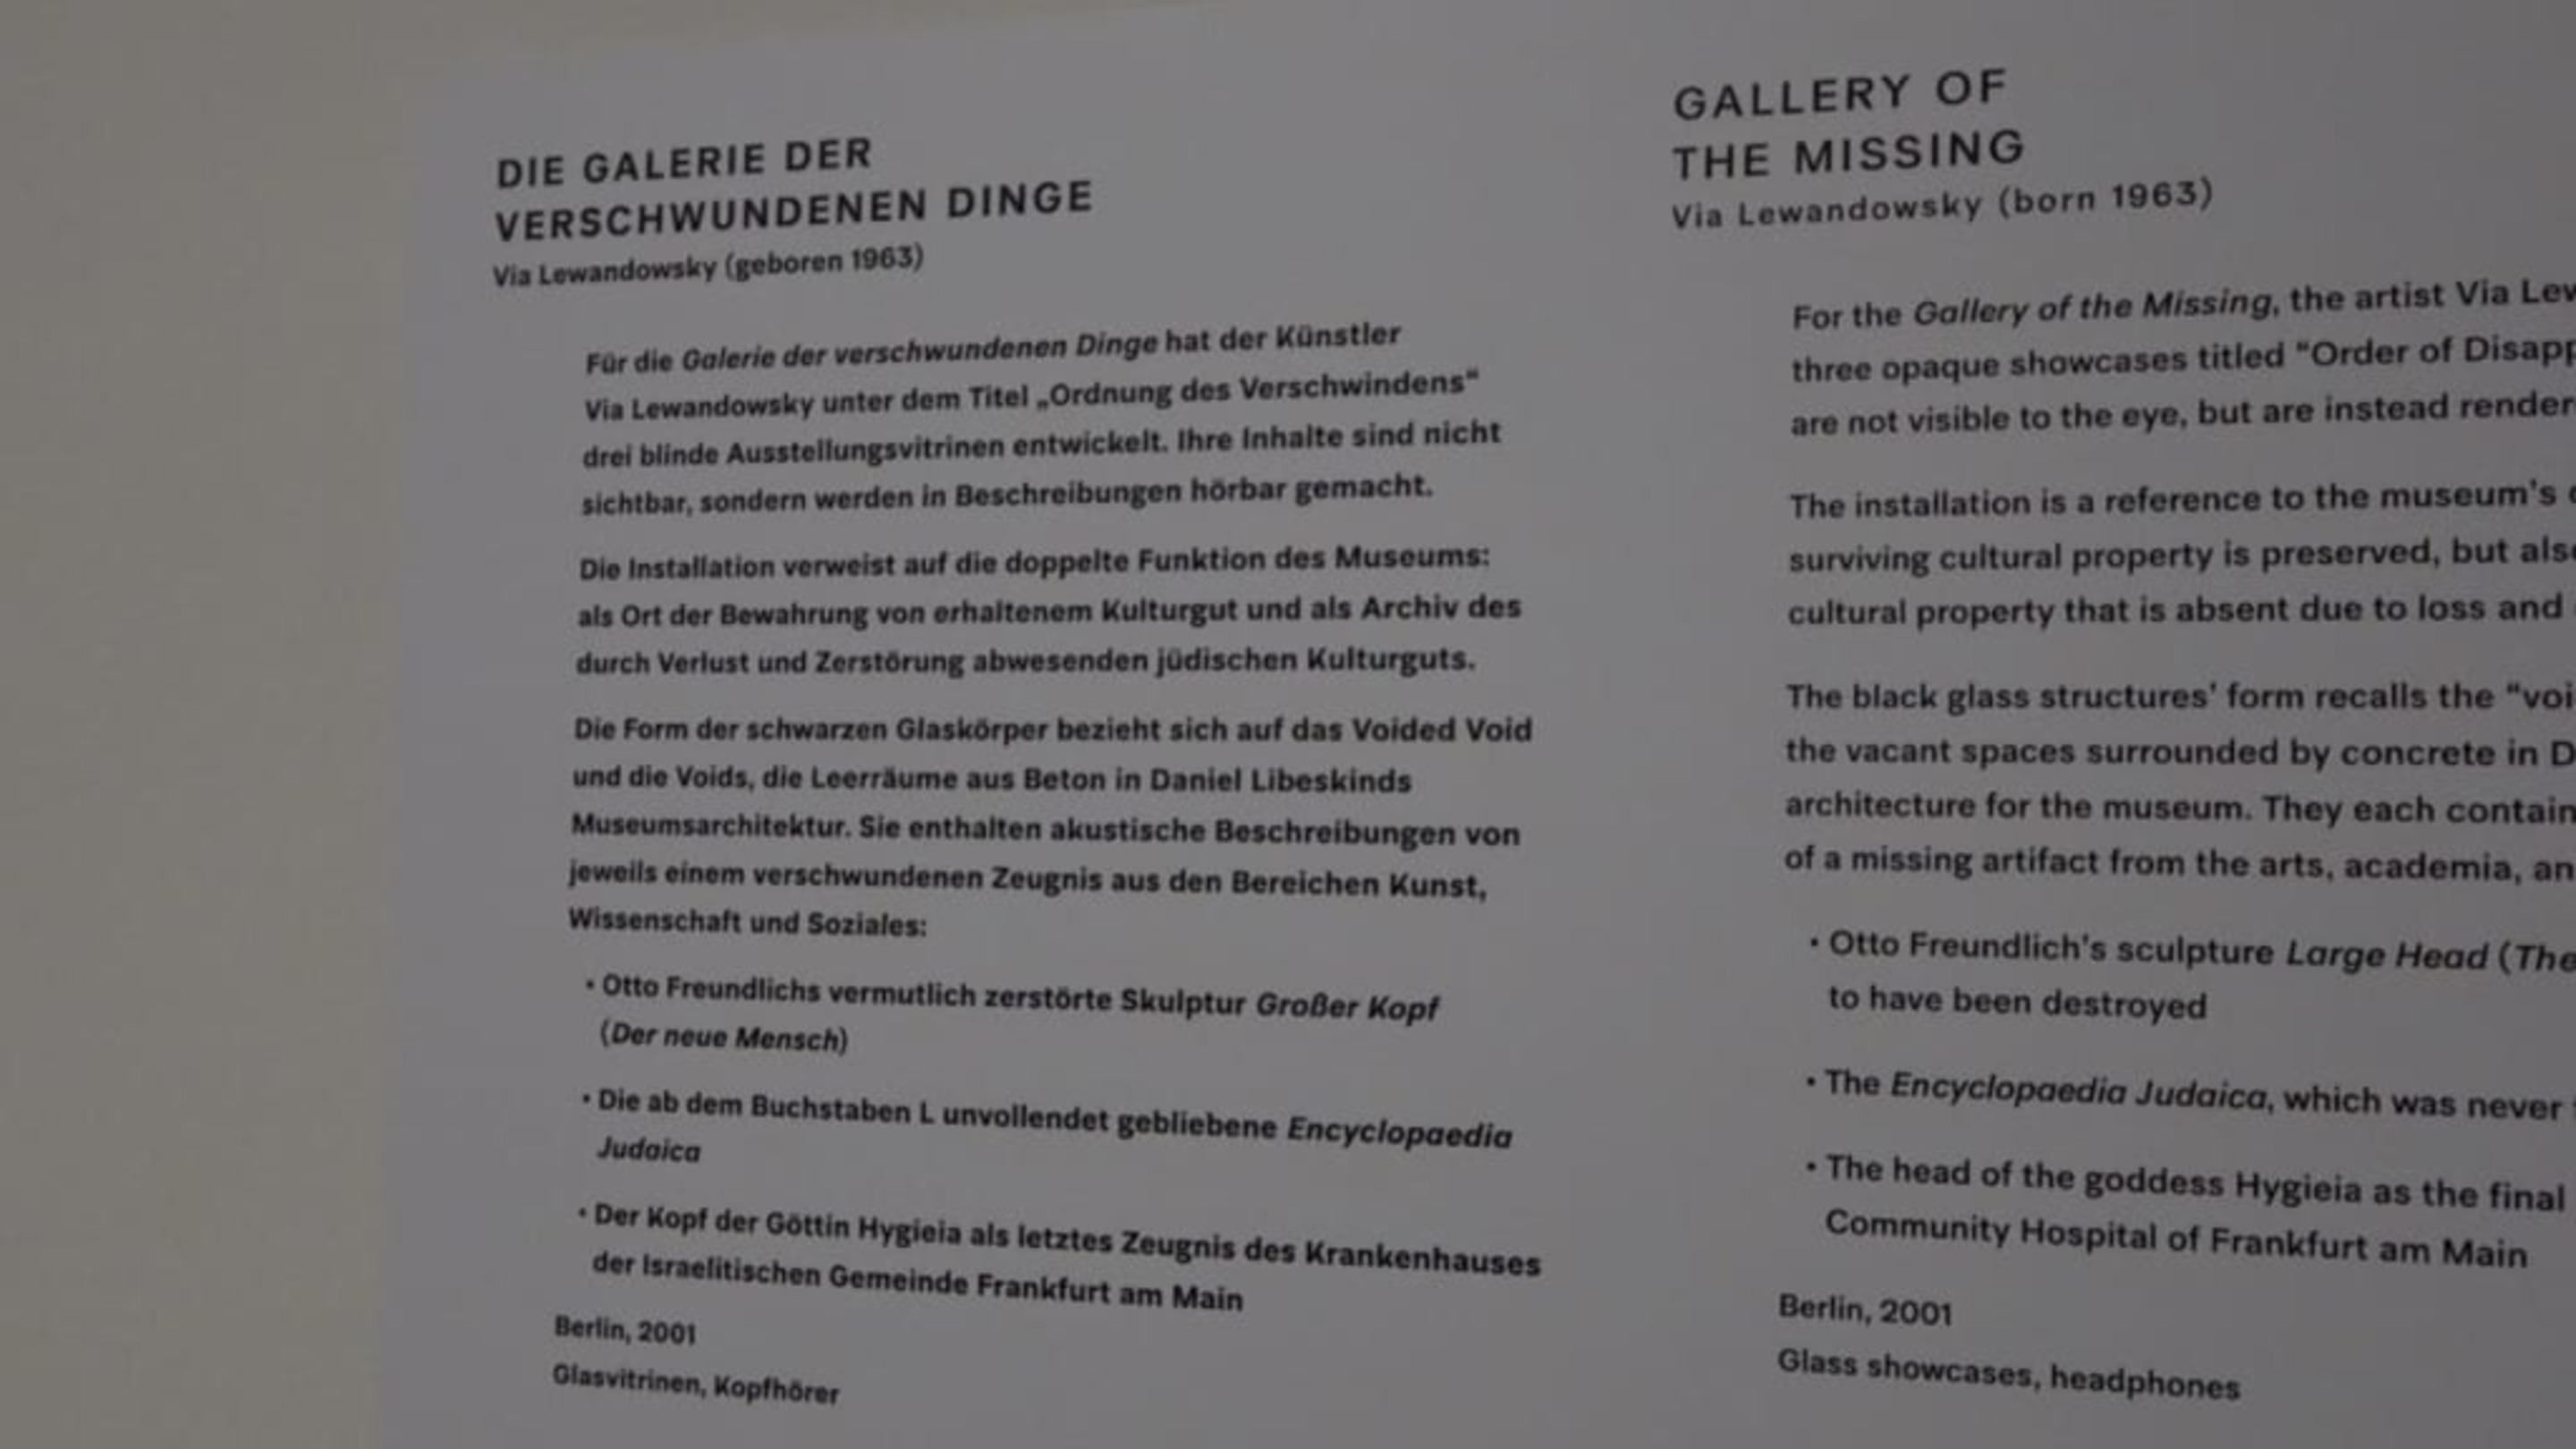 DIE GALERIE DER
VERSCHWUNDENEN DINGE
Via Lewandowsky (geboren 1963)
Für die Galerie der verschwundenen Dinge hat der Künstler
Via Lewandowsky unter dem Titel „Ordnung des Verschwindens“
drei blinde Ausstellungsvitrinen entwickelt. Ihre Inhalte sind nicht
sichtbar, sondern werden in Beschreibungen hörbar gemacht.
Die Installation verweist auf die doppelte Funktion des Museums:
als Ort der Bewahrung von erhaltenem Kulturgut und als Archiv des
durch Verlust und Zerstörung abwesenden jüdischen Kulturguts.
Die Form der schwarzen Glaskörper bezieht sich auf das Voided Void
und die Voids, die Leerräume aus Beton in Daniel Libeskinds
Museumsarchitektur. Sie enthalten akustische Beschreibungen von
jeweils einem verschwundenen Zeugnis aus den Bereichen Kunst,
Wissenschaft und Soziales:
• Otto Freundlichs vermutlich zerstörte Skulptur Großer Kopf
(Der neue Mensch)
• Die ab dem Buchstaben L unvollendet gebliebene Encyclopaedia
Judaica
• Der Kopf der Göttin Hygieia als letztes Zeugnis des Krankenhauses
der Israelitischen Gemeinde Frankfurt am Main
Berlin, 2001
Glasvitrinen, Kopfhörer
GALLERY OF
THE MISSING
Via Lewandowsky (born 1963)
For the Gallery of the Missing, the artist Via
three opaque showcases titled “Order of
are not visible to the eye, but are instead
The installation is a reference to the museum's
surviving cultural property is preserved, but
cultural property that is absent due to loss and
The black glass structures’ form recalls the
the vacant spaces surrounded by concrete in
architecture for the museum. They each contain
of a missing artifact from the arts, academia,
• Otto Freundlich's sculpture Large Head (The
to have been destroyed
• The Encyclopaedia Judaica, which was never
• The head of the goddess Hygieia as the final
Community Hospital of Frankfurt am Main
Berlin, 2001
Glass showcases, headphones